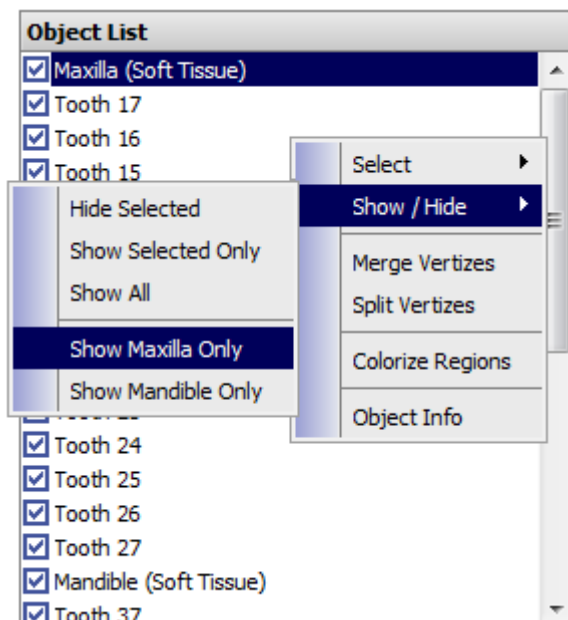 Object List
Maxilla (Soft Tissue)
Tooth 17
Tooth 16
Tooth 15
Select
Show / Hide
Merge Vertizes
Split Vertizes
Colorize Regions
Object Info
Hide Selected
Show Selected Only
Show All
Show Maxilla Only
Show Mandible Only
Tooth 24
Tooth 25
Tooth 26
Tooth 27
Mandible (Soft Tissue)
Tooth 37